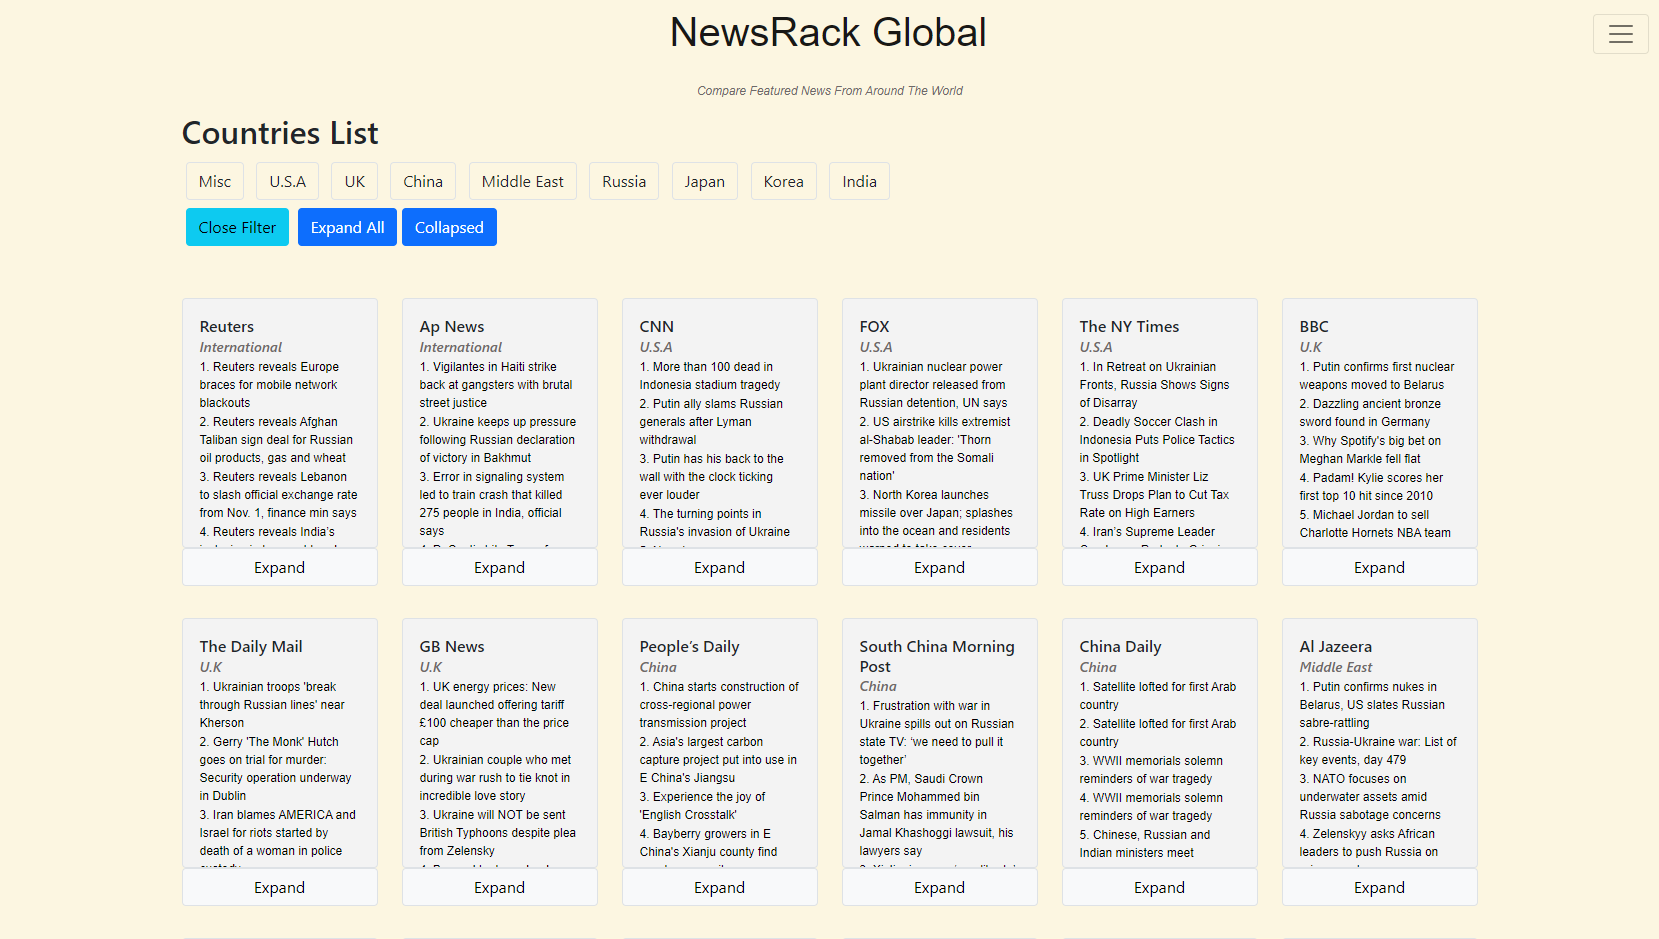 NewsRack Global
Compare Featured News From Around The World
Countries List
Misc
U.S.A
UK
China
Middle East
Russia
Japan
Korea
India
Close Filter
Expand All
Collapsed
Reuters
International
1. Reuters reveals Europe
braces for mobile network
blackouts
2. Reuters reveals Afghan
Taliban sign deal for Russian
oil products, gas and wheat
3. Reuters reveals Lebanon
to slash official exchange rate
from Nov. 1, finance min says
4. Reuters reveals India’s
Expand
Ap News
International
1. Vigilantes in Haiti strike
back at gangsters with brutal
street justice
2. Ukraine keeps up pressure
following Russian declaration
of victory in Bakhmut
3. Error in signaling system
led to train crash that killed
275 people in India, official
says
Expand
CNN
U.S.A
1. More than 100 dead in
Indonesia stadium tragedy
2. Putin ally slams Russian
generals after Lyman
withdrawal
3. Putin has his back to the
wall with the clock ticking
ever louder
4. The turning points in
Russia's invasion of Ukraine
Expand
FOX
U.S.A
1. Ukrainian nuclear power
plant director released from
Russian detention, UN says
2. US airstrike kills extremist
al-Shabab leader: 'Thorn
removed from the Somali
nation'
3. North Korea launches
missile over Japan; splashes
into the ocean and residents
warned to take cover
Expand
The NY Times
U.S.A
1. In Retreat on Ukrainian
Fronts, Russia Shows Signs
of Disarray
2. Deadly Soccer Clash in
Indonesia Puts Police Tactics
in Spotlight
3. UK Prime Minister Liz
Truss Drops Plan to Cut Tax
Rate on High Earners
4. Iran’s Supreme Leader
Expand
BBC
U.K
1. Putin confirms first nuclear
weapons moved to Belarus
2. Dazzling ancient bronze
sword found in Germany
3. Why Spotify's big bet on
Meghan Markle fell flat
4. Padam! Kylie scores her
first top 10 hit since 2010
5. Michael Jordan to sell
Charlotte Hornets NBA team
Expand
The Daily Mail
U.K
1. Ukrainian troops 'break
through Russian lines' near
Kherson
2. Gerry 'The Monk' Hutch
goes on trial for murder:
Security operation underway
in Dublin
3. Iran blames AMERICA and
Israel for riots started by
death of a woman in police
custody
Expand
GB News
U.K
1. UK energy prices: New
deal launched offering tariff
£100 cheaper than the price
cap
2. Ukrainian couple who met
during war rush to tie knot in
incredible love story
3. Ukraine will NOT be sent
British Typhoons despite plea
from Zelensky
Expand
People’s Daily
China
1. China starts construction of
cross-regional power
transmission project
2. Asia's largest carbon
capture project put into use in
E China's Jiangsu
3. Experience the joy of
'English Crosstalk'
4. Bayberry growers in E
China's Xianju county find
Expand
South China Morning
Post
China
1. Frustration with war in
Ukraine spills out on Russian
state TV: ‘we need to pull it
together’
2. As PM, Saudi Crown
Prince Mohammed bin
Salman has immunity in
Jamal Khashoggi lawsuit, his
lawyers say
Expand
China Daily
China
1. Satellite lofted for first Arab
country
2. Satellite lofted for first Arab
country
3. WWII memorials solemn
reminders of war tragedy
4. WWII memorials solemn
reminders of war tragedy
5. Chinese, Russian and
Indian ministers meet
Expand
Al Jazeera
Middle East
1. Putin confirms nukes in
Belarus, US slates Russian
sabre-rattling
2. Russia-Ukraine war: List of
key events, day 479
3. NATO focuses on
underwater assets amid
Russia sabotage concerns
4. Zelenskyy asks African
leaders to push Russia on
Expand